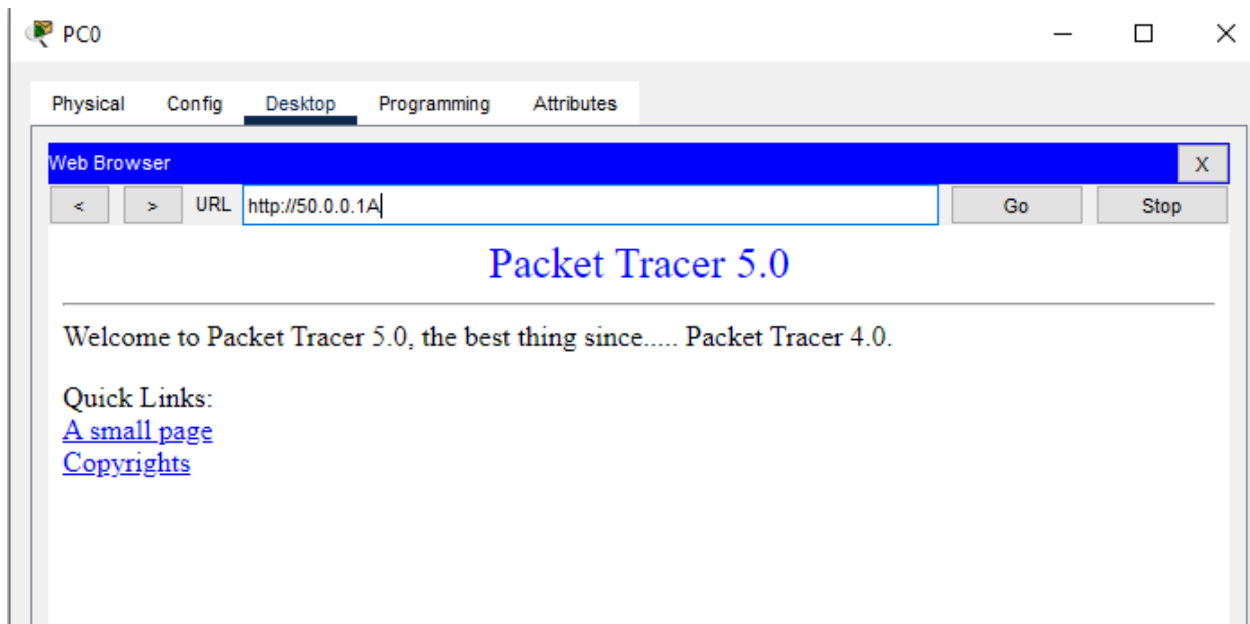 PC0
Physical Config Desktop Programming Attributes
Web Browser X
< > URL http://50.0.0.1A Go Stop
Packet Tracer 5.0
Welcome to Packet Tracer 5.0, the best thing since..... Packet Tracer 4.0.
Quick Links:
A small page
Copyrights